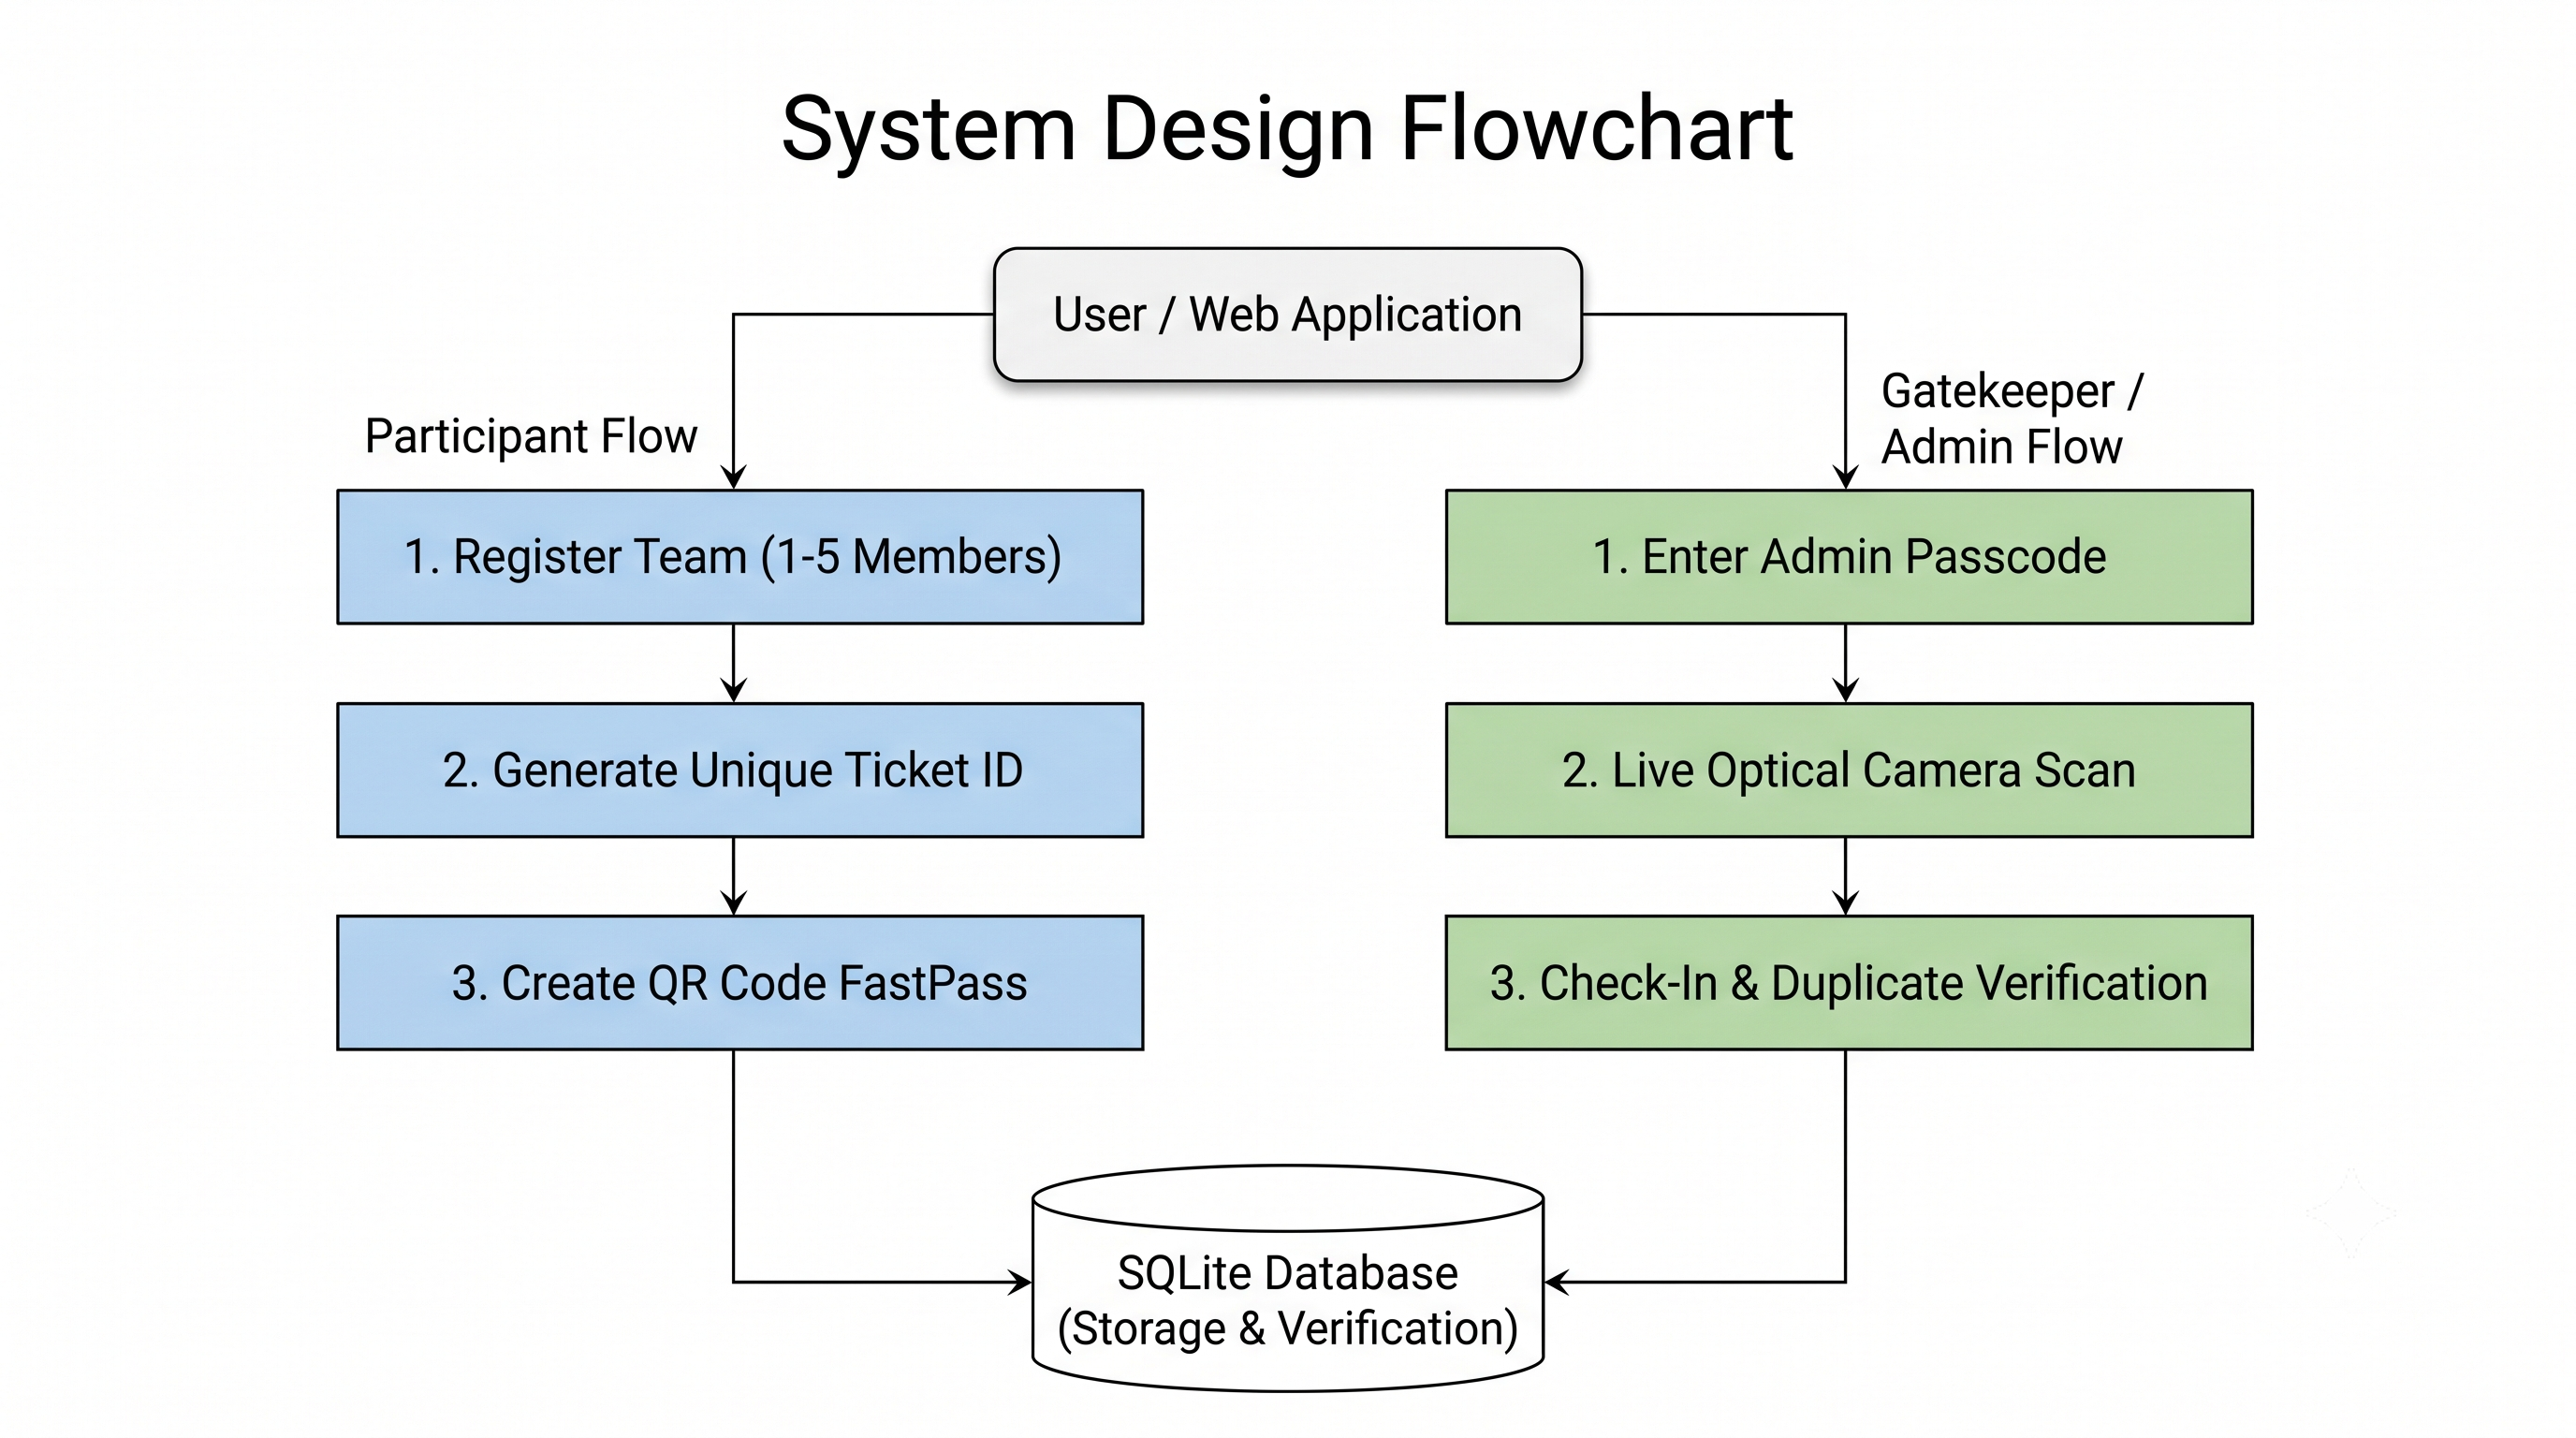 System Design Flowchart
User / Web Application
Participant Flow
1. Register Team (1-5 Members)
2. Generate Unique Ticket ID
3. Create QR Code FastPass
Gatekeeper /
Admin Flow
1. Enter Admin Passcode
2. Live Optical Camera Scan
3. Check-In & Duplicate Verification
SQLite Database
(Storage & Verification)